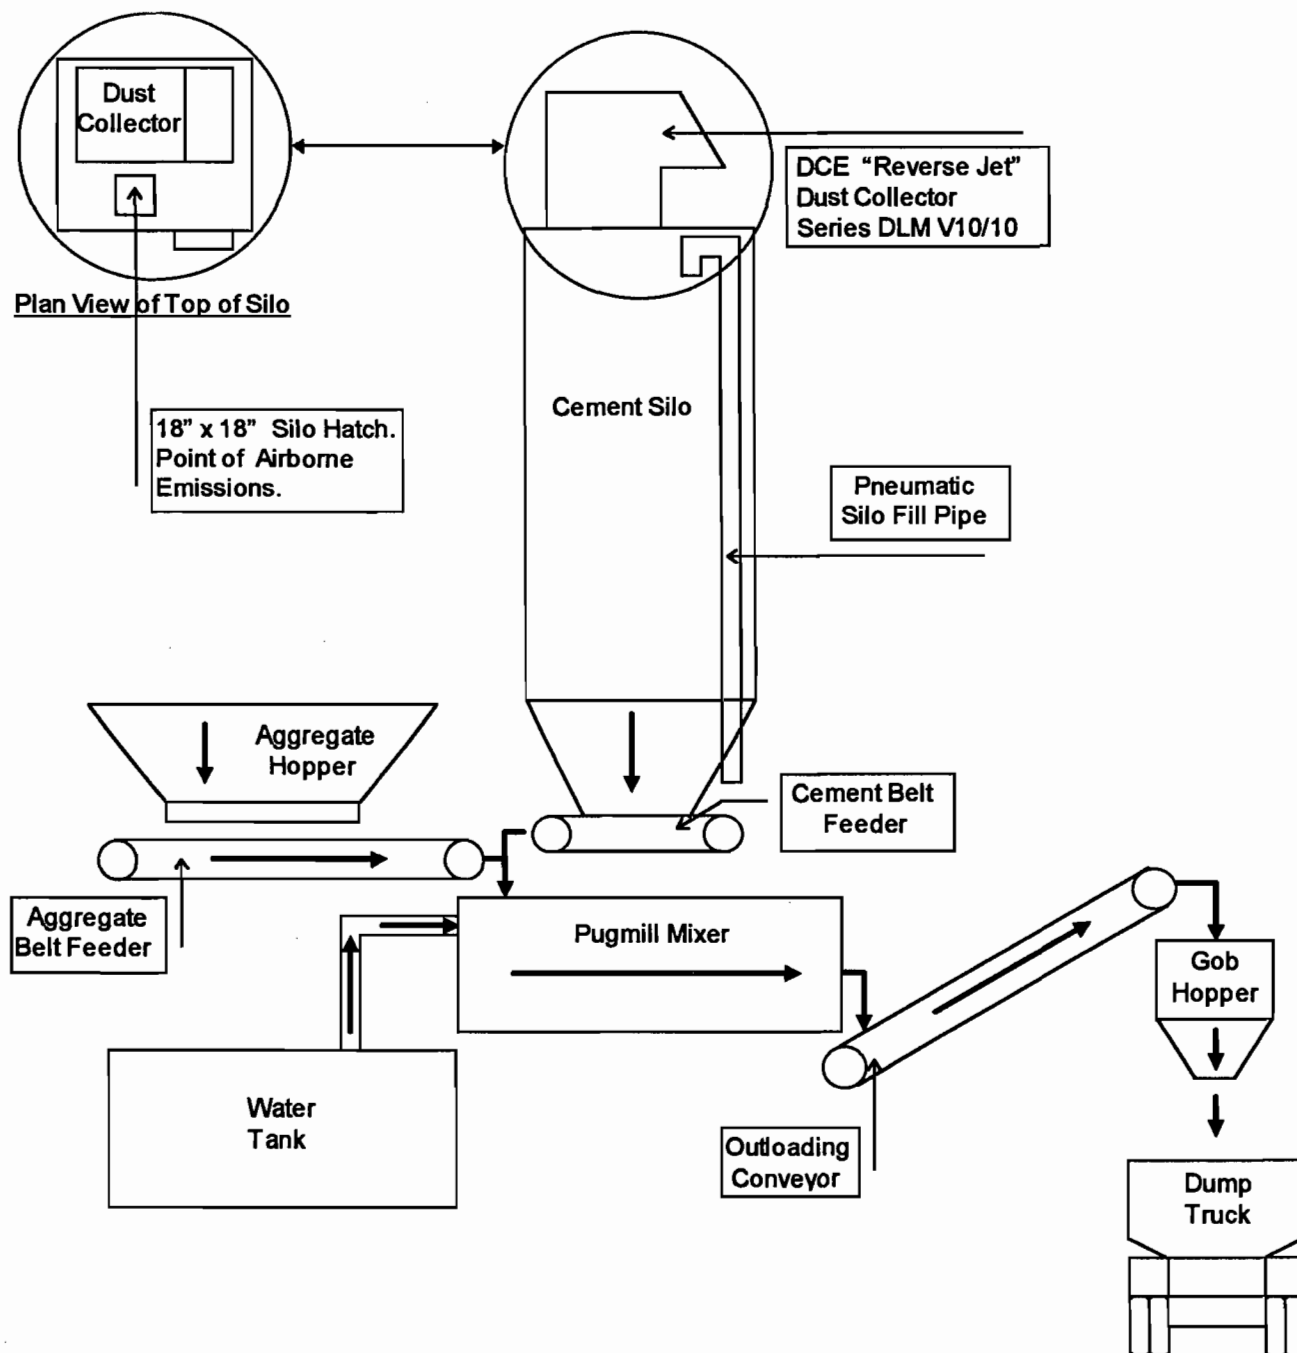 Dust
Collector
DCE "Reverse Jet"
Dust Collector
Series DLM V10/10
Plan View of Top of Silo
18" x 18" Silo Hatch.
Point of Airborne
Emissions.
Cement Silo
Pneumatic
Silo Fill Pipe
Aggregate
Hopper
Cement Belt
Feeder
Aggregate
Belt Feeder
Pugmill Mixer
Gob
Hopper
Water
Tank
Outloading
Conveyor
Dump
Truck